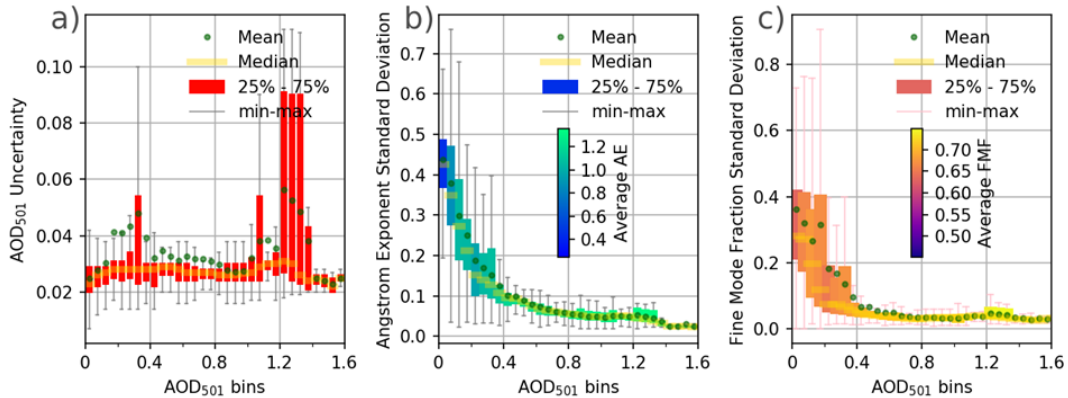 a)
AOD501 Uncertainty
0.10
0.08
0.06
0.04
0.02
0
0.4
0.8
1.2
1.6
AOD501 bins
Mean
Median
25% - 75%
min-max
b)
Angstrom Exponent Standard Deviation
0.7
0.6
0.5
0.4
0.3
0.2
0.1
0.0
0
0.4
0.8
1.2
1.6
AOD501 bins
Mean
Median
25% - 75%
min-max
1.2
1.0
0.8
0.6
0.4
Average AE
c)
Fine Mode Fraction Standard Deviation
0.8
0.6
0.4
0.2
0.0
0
0.4
0.8
1.2
1.6
AOD501 bins
Mean
Median
25% - 75%
min-max
0.70
0.65
0.60
0.55
0.50
Average FMF